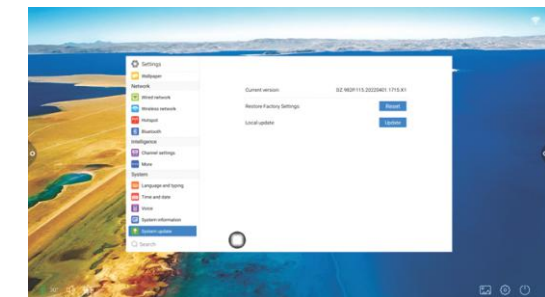 Settings
Wallpaper
Network
Wired network
Wireless network
Hotspot
Bluetooth
Intelligence
Channel settings
More
System
Language and typing
Time and date
Voice
System information
System update
Search
Current version
Restore Factory Settings
Reset
Local update
Update